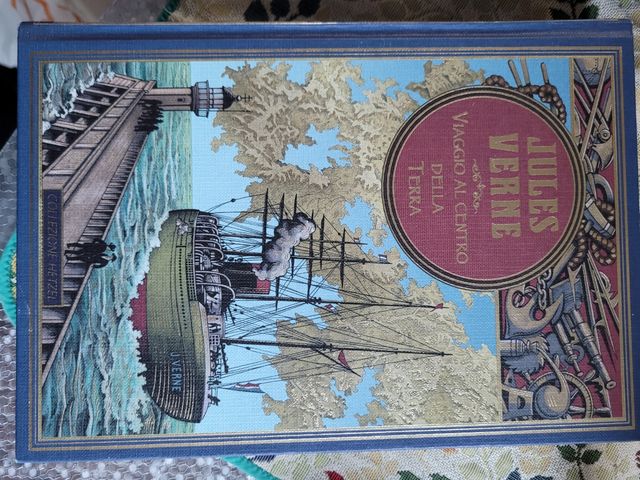 JULES
VERNE
VIAGGIO AL CENTRO
DELLA
TERRA
J.VERNE
COLLEZIONE HETZEL